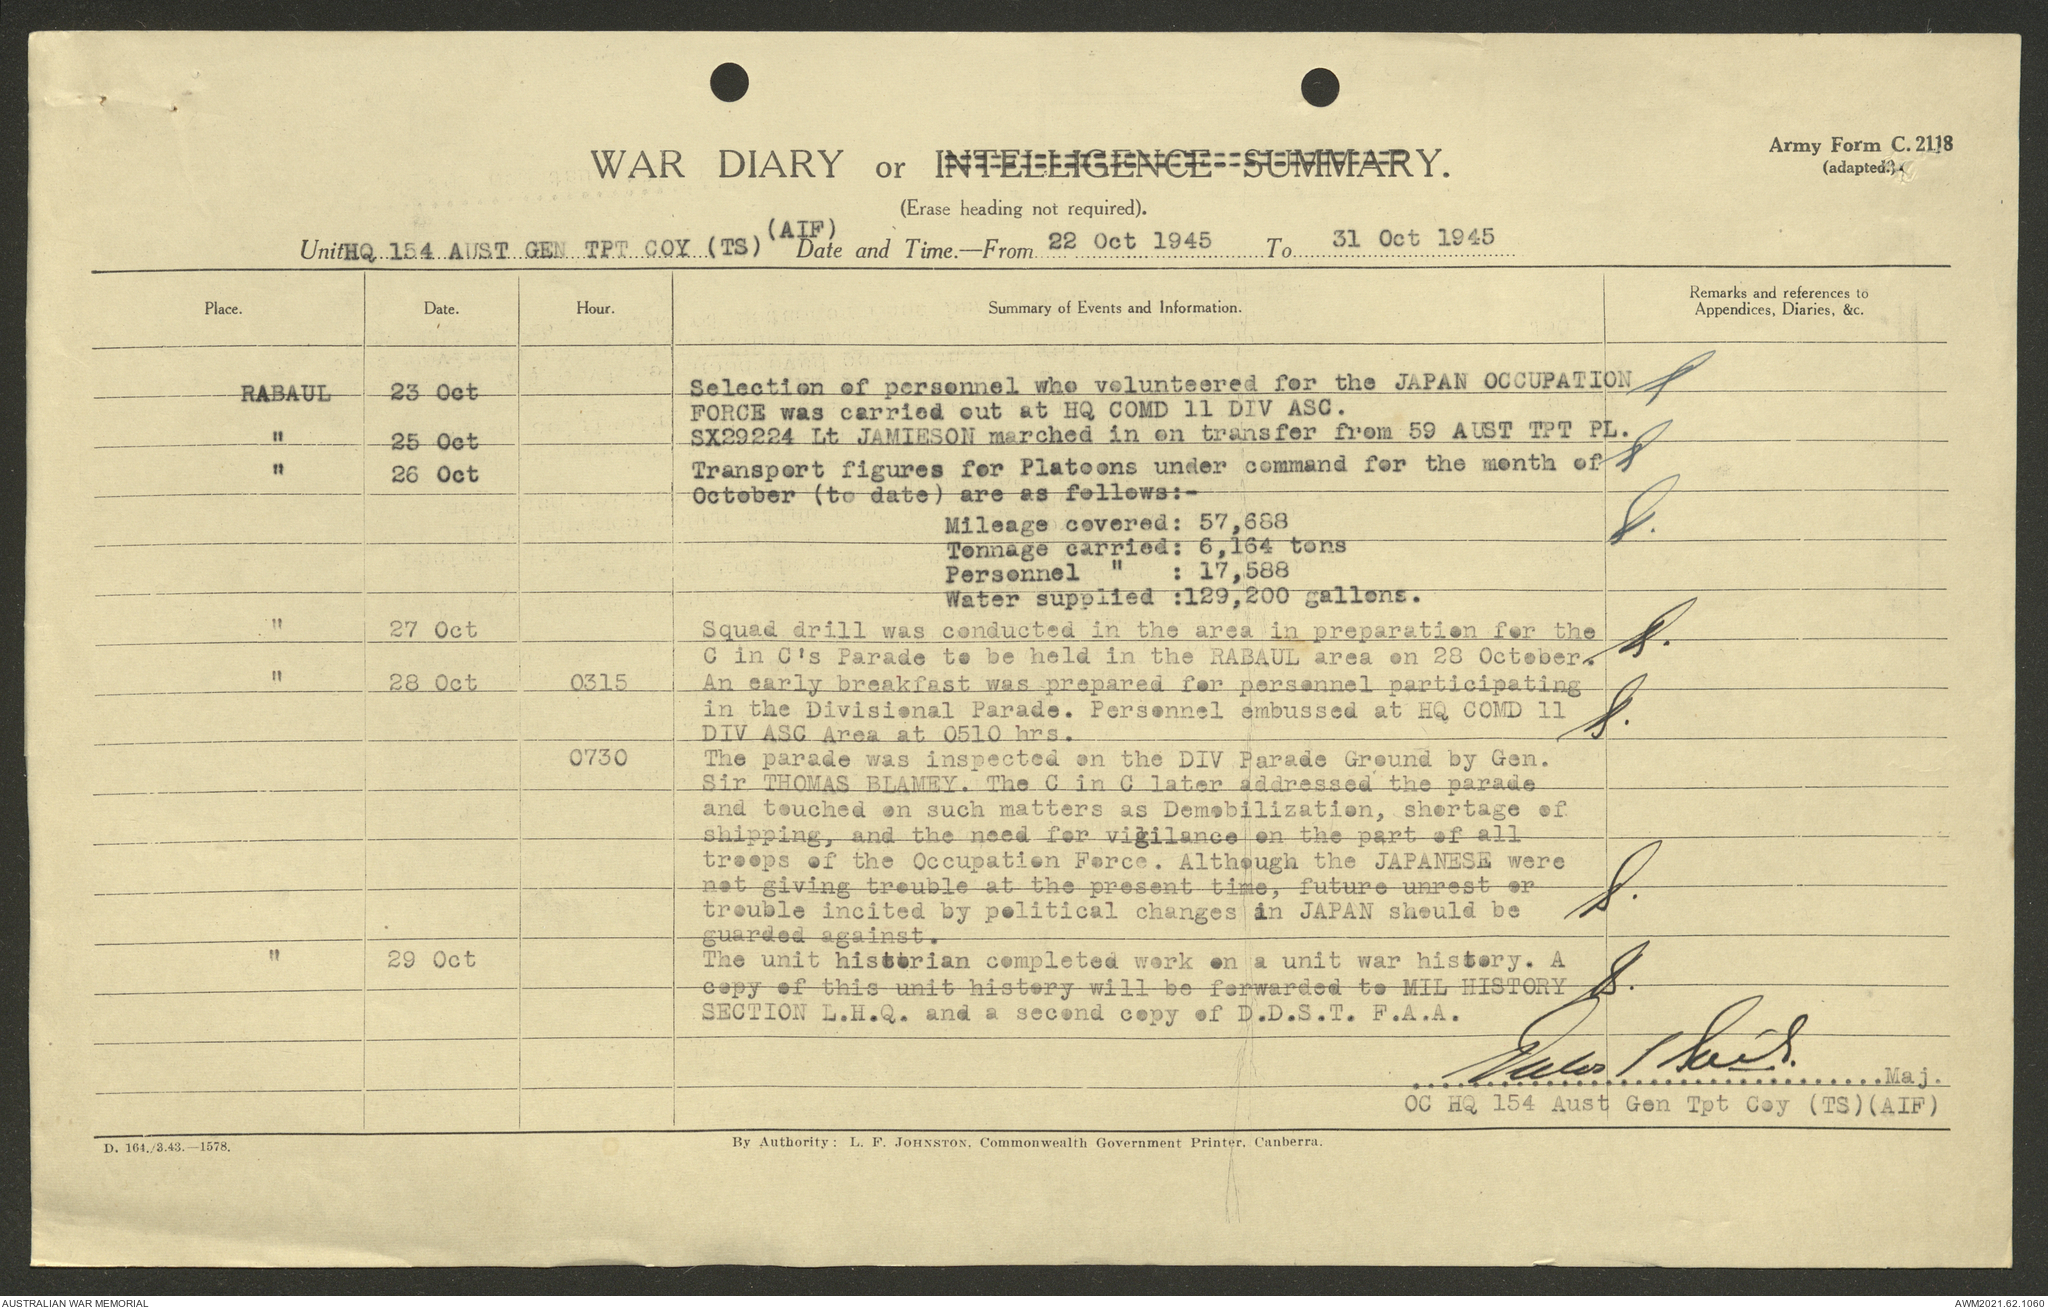 WAR DIARY or INTELLIGENCE SUMMARY.
Army Form C. 2118
(adapted.)
(Erase heading not required).
Unit HQ 154 AUST GEN TPT COY (TS) (AIF) Date and Time.—From 22 Oct 1945 To 31 Oct 1945
Place. Date. Hour. Summary of Events and Information. Remarks and references to
Appendices, Diaries, &c.
RABAUL 23 Oct Selection of personnel who volunteered for the JAPAN OCCUPATION
FORCE was carried out at HQ COMD 11 DIV ASC.
" 25 Oct SX29224 Lt JAMIESON marched in on transfer from 59 AUST TPT PL.
" 26 Oct Transport figures for Platoons under command for the month of
October (to date) are as follows:-
Mileage covered: 57,688
Tonnage carried: 6,164 tons
Personnel " : 17,588
Water supplied :129,200 gallons.
" 27 Oct Squad drill was conducted in the area in preparation for the
C in C's Parade to be held in the RABAUL area on 28 October.
" 28 Oct 0315 An early breakfast was prepared for personnel participating
in the Divisional Parade. Personnel embussed at HQ COMD 11
DIV ASC Area at 0510 hrs.
0730 The parade was inspected on the DIV Parade Ground by Gen.
Sir THOMAS BLAMEY. The C in C later addressed the parade
and touched on such matters as Demobilization, shortage of
shipping, and the need for vigilance on the part of all
troops of the Occupation Force. Although the JAPANESE were
not giving trouble at the present time, future unrest or
trouble incited by political changes in JAPAN should be
guarded against.
" 29 Oct The unit historian completed work on a unit war history. A
copy of this unit history will be forwarded to MIL HISTORY
SECTION L.H.Q. and a second copy of D.D.S.T. F.A.A.
Maj.
OC HQ 154 Aust Gen Tpt Coy (TS)(AIF)
D. 164./3.43.—1578.
By Authority: L. F. JOHNSTON, Commonwealth Government Printer, Canberra.
AUSTRALIAN WAR MEMORIAL
AWM2021.62.1060